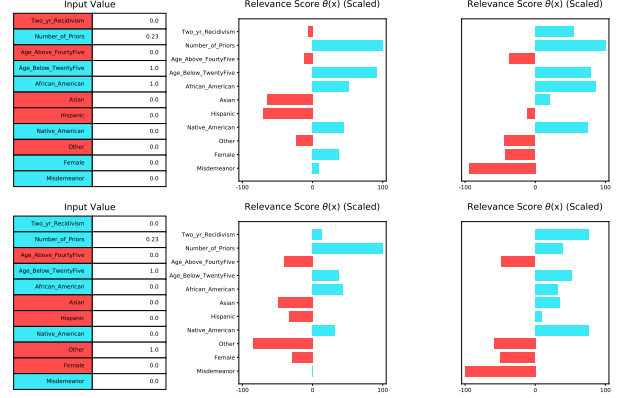 Input Value
Relevance Score θ(x) (Scaled)
Relevance Score θ(x) (Scaled)
Two_yr_Recidivism 0.0
Number_of_Priors 0.23
Age_Above_FourtyFive 0.0
Age_Below_TwentyFive 1.0
African_American 1.0
Asian 0.0
Hispanic 0.0
Native_American 0.0
Other 0.0
Female 0.0
Misdemeanor 0.0
Two_yr_Recidivism
Number_of_Priors
Age_Above_FourtyFive
Age_Below_TwentyFive
African_American
Asian
Hispanic
Native_American
Other
Female
Misdemeanor
-100 0 100
-100 0 100
Input Value
Relevance Score θ(x) (Scaled)
Relevance Score θ(x) (Scaled)
Two_yr_Recidivism 0.0
Number_of_Priors 0.23
Age_Above_FourtyFive 0.0
Age_Below_TwentyFive 1.0
African_American 0.0
Asian 0.0
Hispanic 0.0
Native_American 0.0
Other 1.0
Female 0.0
Misdemeanor 0.0
Two_yr_Recidivism
Number_of_Priors
Age_Above_FourtyFive
Age_Below_TwentyFive
African_American
Asian
Hispanic
Native_American
Other
Female
Misdemeanor
-100 0 100
-100 0 100